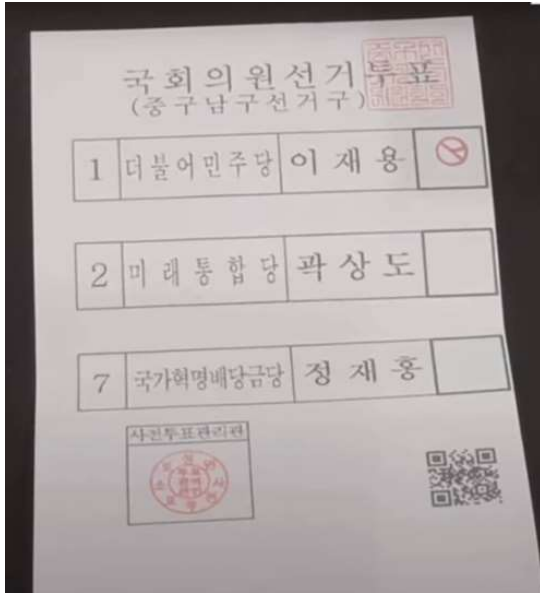 국회의원선거투표
(중구남구선거구)
1 더불어민주당 이재용
2 미래통합당 곽상도
7 국가혁명배당금당 정재홍
사전투표관리관